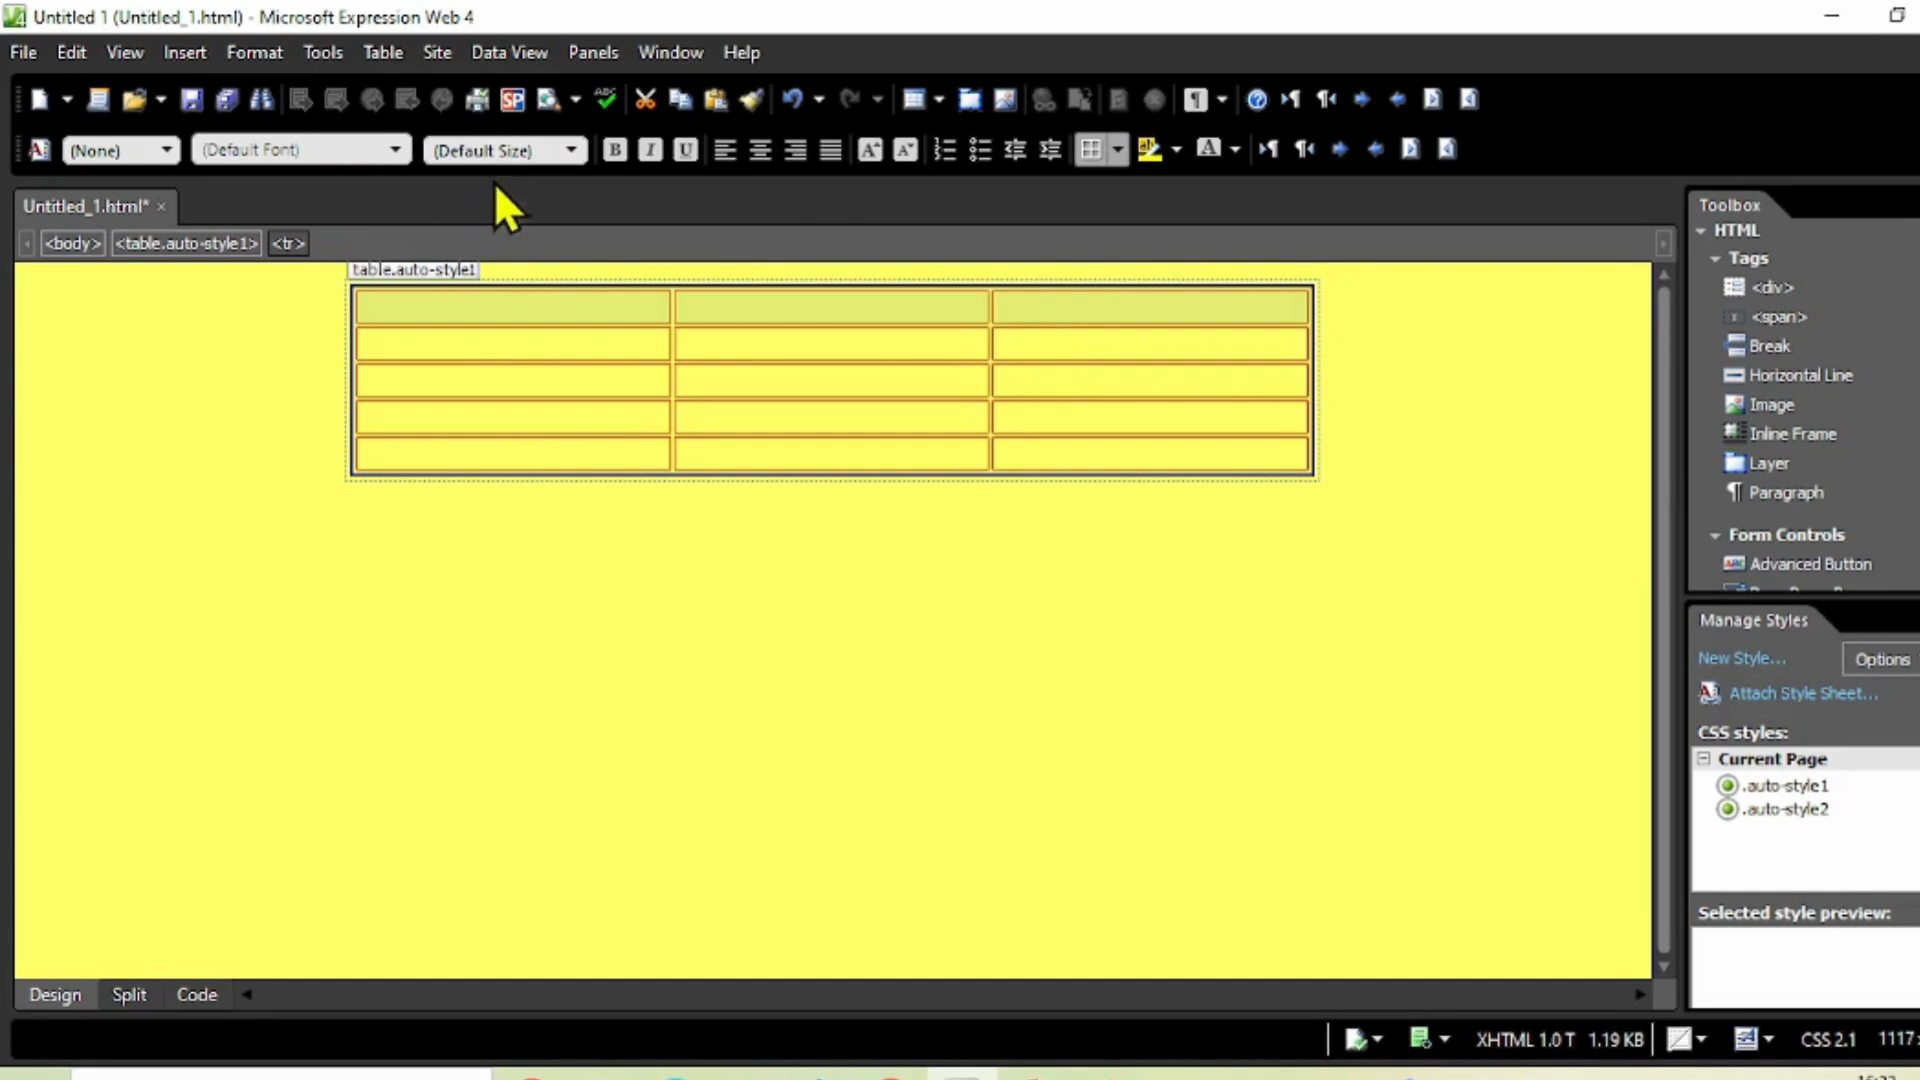 Untitled 1 (Untitled_1.html) - Microsoft Expression Web 4
File Edit View Insert Format Tools Table Site Data View Panels Window Help
(None) (Default Font) (Default Size) B I U
Untitled_1.html* ×
<body> <table.auto-style1> <tr>
table.auto-style1
Toolbox
HTML
Tags
<div>
<span>
Break
Horizontal Line
Image
Inline Frame
Layer
Paragraph
Form Controls
Advanced Button
Manage Styles
New Style... Options
Attach Style Sheet...
CSS styles:
Current Page
.auto-style1
.auto-style2
Selected style preview:
Design Split Code
XHTML 1.0 T 1.19 KB CSS 2.1 1117